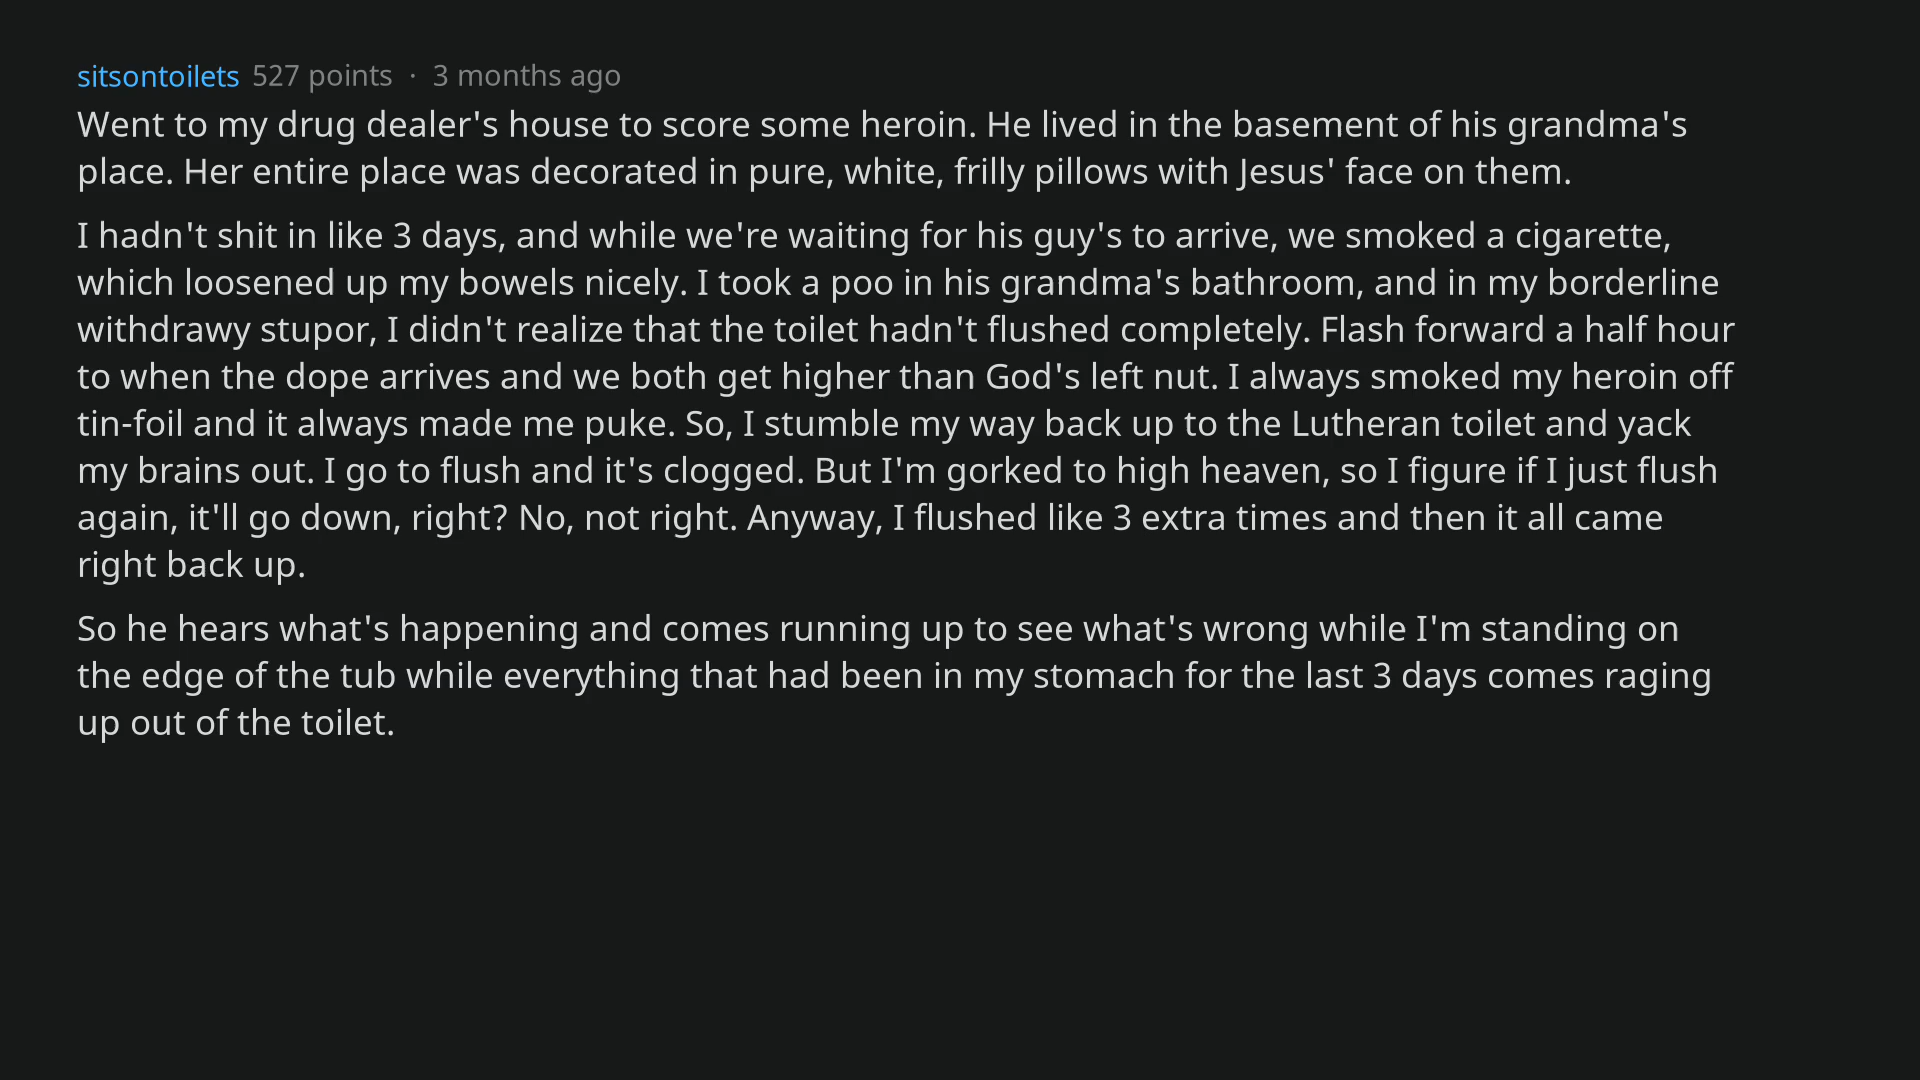 sitsontoilets 527 points · 3 months ago
Went to my drug dealer's house to score some heroin. He lived in the basement of his grandma's
place. Her entire place was decorated in pure, white, frilly pillows with Jesus' face on them.
I hadn't shit in like 3 days, and while we're waiting for his guy's to arrive, we smoked a cigarette,
which loosened up my bowels nicely. I took a poo in his grandma's bathroom, and in my borderline
withdrawy stupor, I didn't realize that the toilet hadn't flushed completely. Flash forward a half hour
to when the dope arrives and we both get higher than God's left nut. I always smoked my heroin off
tin-foil and it always made me puke. So, I stumble my way back up to the Lutheran toilet and yack
my brains out. I go to flush and it's clogged. But I'm gorked to high heaven, so I figure if I just flush
again, it'll go down, right? No, not right. Anyway, I flushed like 3 extra times and then it all came
right back up.
So he hears what's happening and comes running up to see what's wrong while I'm standing on
the edge of the tub while everything that had been in my stomach for the last 3 days comes raging
up out of the toilet.